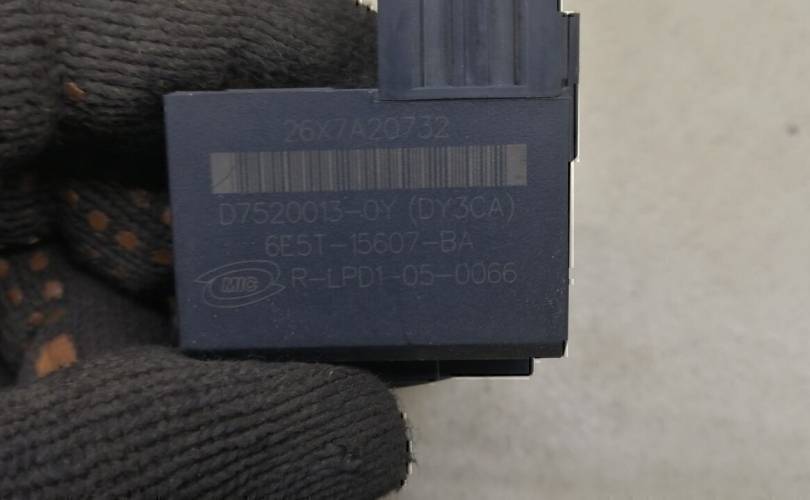 26X7A20732
D7520013-0Y (DY3CA)
6E5T-15607-BA
MIC R-LPD1-05-0066